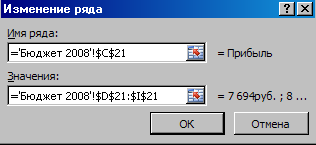 Изменение ряда
Имя ряда:
='Бюджет 2008'!$C$21 = Прибыль
Значения:
='Бюджет 2008'!$D$21:$I$21 = 7 694руб. ; 8 ...
ОК Отмена